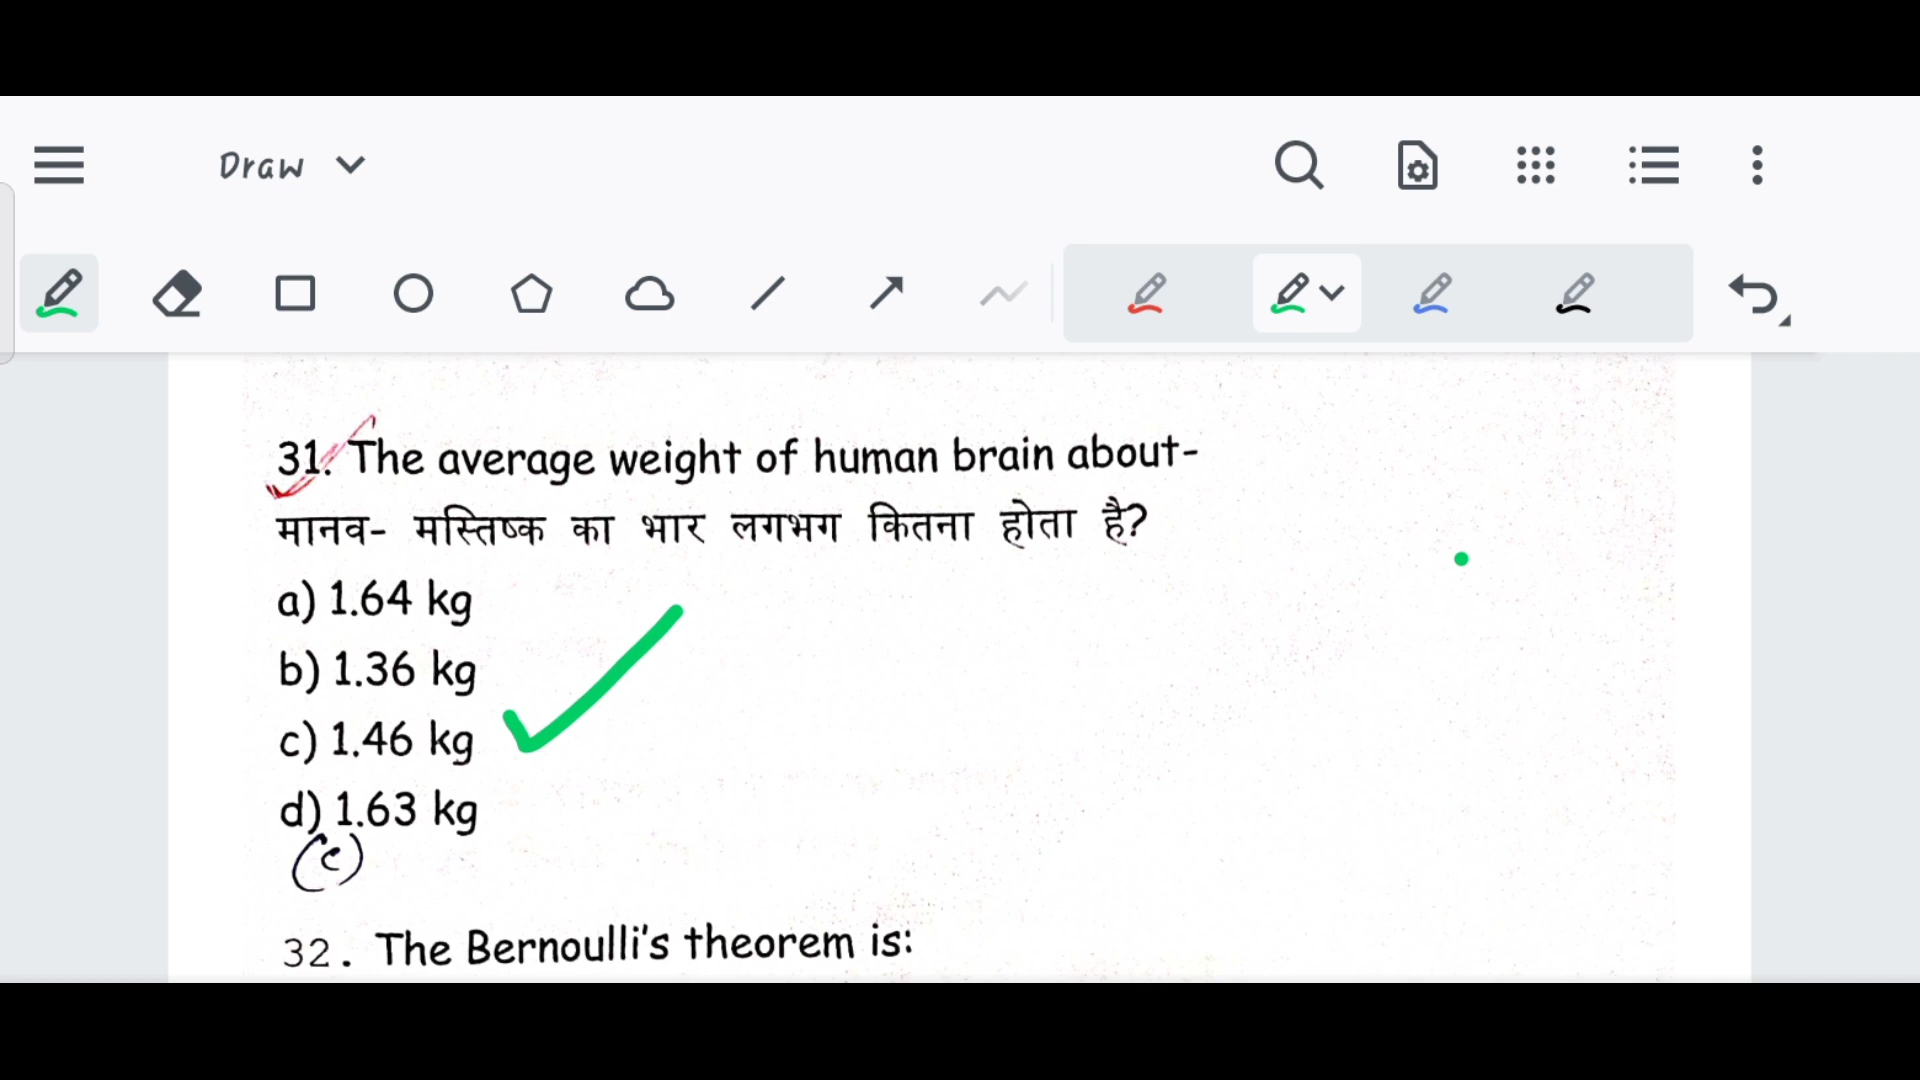 Draw
31. The average weight of human brain about-
मानव- मस्तिष्क का भार लगभग कितना होता है?
a) 1.64 kg
b) 1.36 kg
c) 1.46 kg
d) 1.63 kg
(c)
32. The Bernoulli's theorem is: